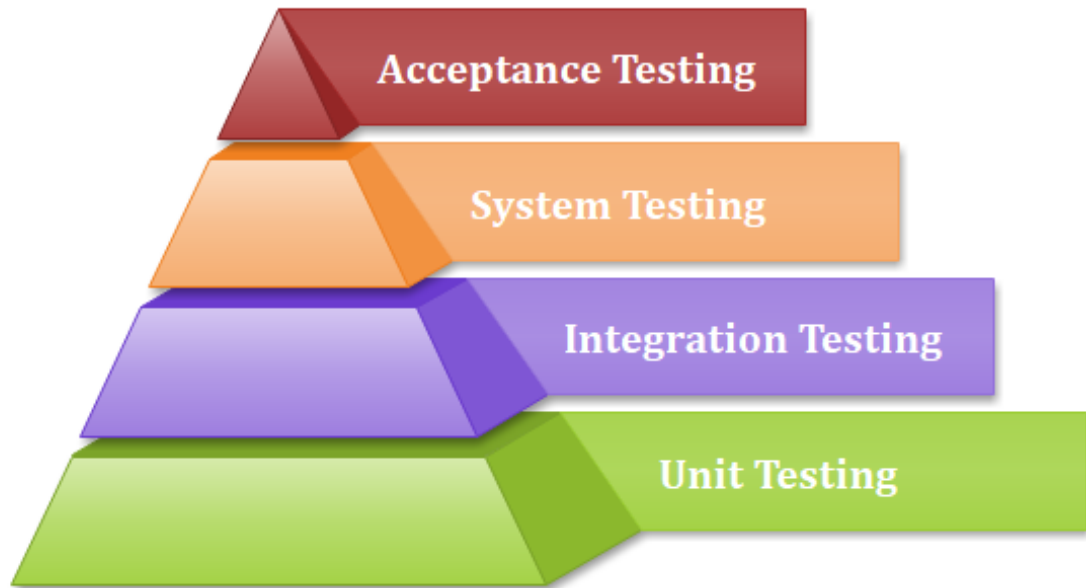 Acceptance Testing
System Testing
Integration Testing
Unit Testing